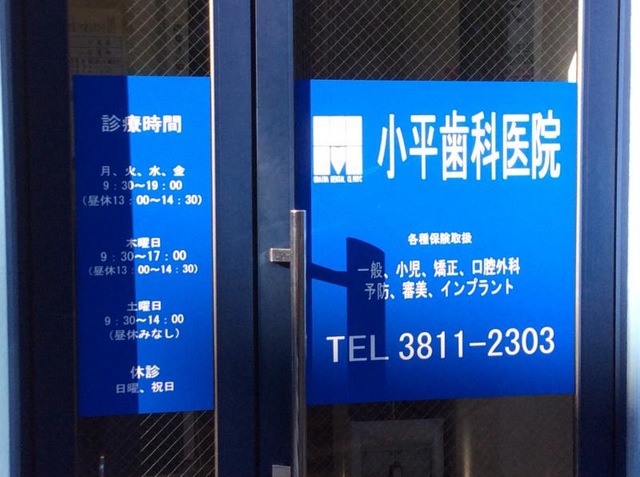 診療時間
月、火、水、金
9：30～19：00
(昼休13：00～14：30)
木曜日
9：30～17：00
(昼休13：00～14：30)
土曜日
9：30～14：00
(昼休みなし)
休診
日曜、祝日
小平歯科医院
各種保険取扱
一般、小児、矯正、口腔外科
予防、審美、インプラント
TEL 3811-2303